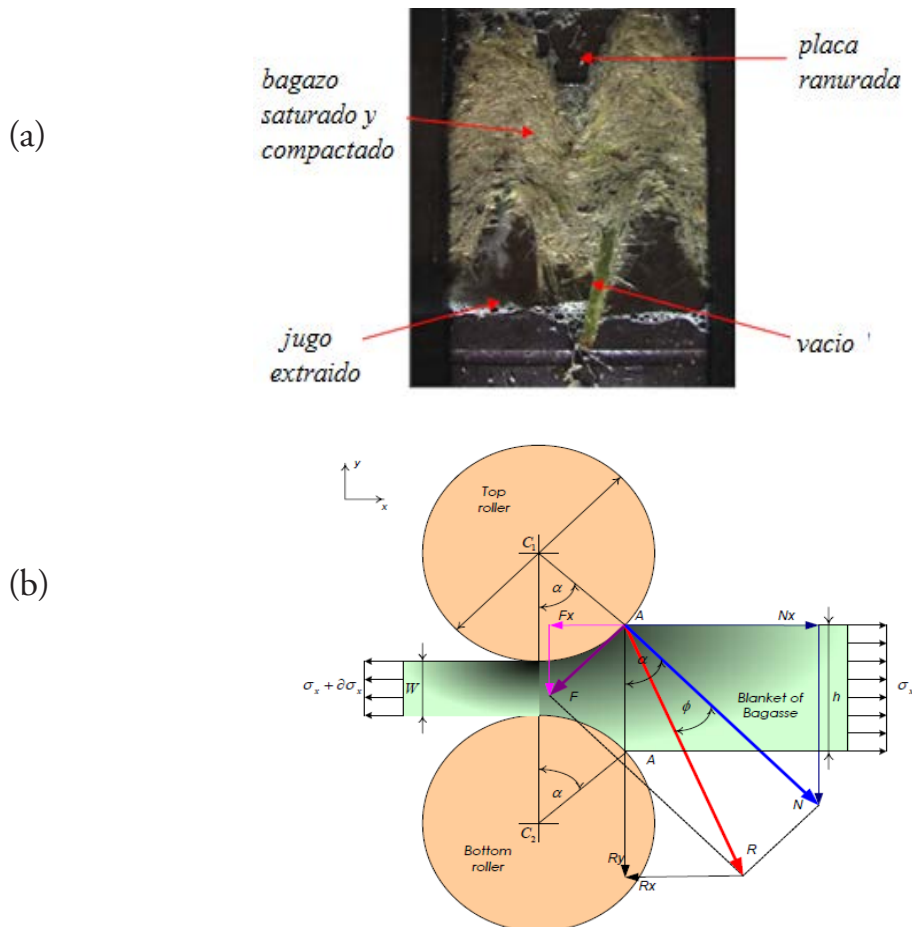 (a)
bagazo
saturado y
compactado
placa
ranurada
jugo
extraido
vacio
(b)
y
x
Top
roller
C₁
α
A
Fx
Nx
σₓ + ∂σₓ
W
α
F
ϕ
Blanket of
Bagasse
h
σₓ
A
α
N
C₂
Bottom
roller
Ry
R
Rx